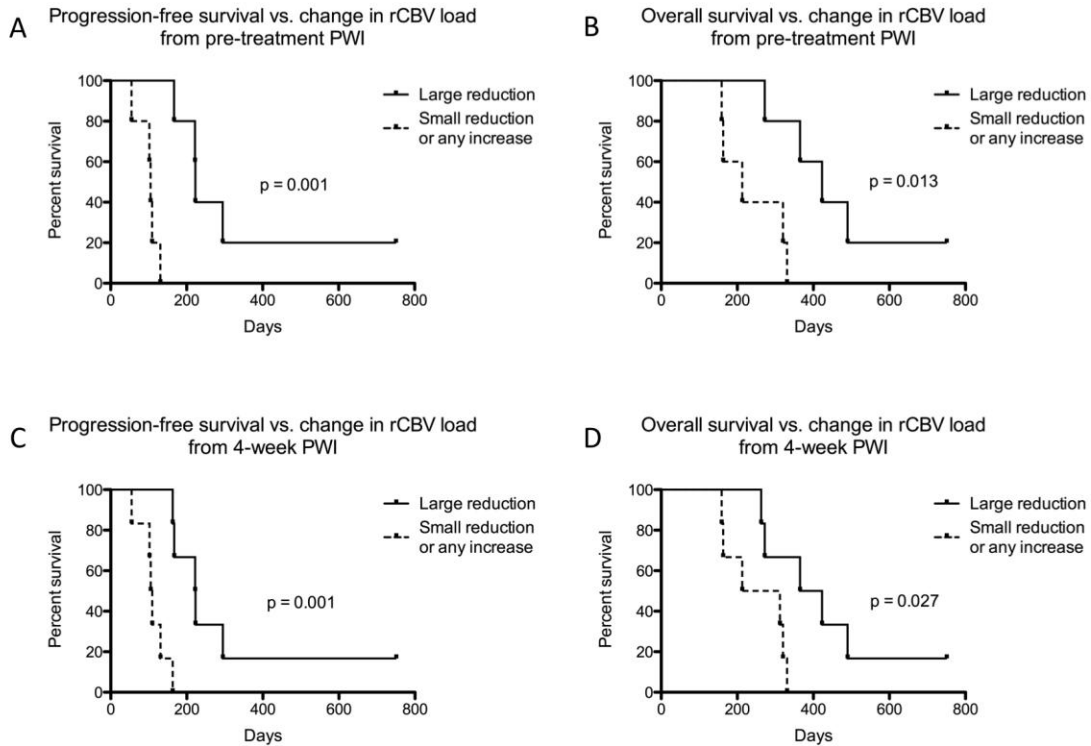 A
Progression-free survival vs. change in rCBV load
from pre-treatment PWI
100
80
60
40
20
0
Percent survival
0 200 400 600 800
Days
Large reduction
Small reduction
or any increase
p = 0.001
B
Overall survival vs. change in rCBV load
from pre-treatment PWI
100
80
60
40
20
0
Percent survival
0 200 400 600 800
Days
Large reduction
Small reduction
or any increase
p = 0.013
C
Progression-free survival vs. change in rCBV load
from 4-week PWI
100
80
60
40
20
0
Percent survival
0 200 400 600 800
Days
Large reduction
Small reduction
or any increase
p = 0.001
D
Overall survival vs. change in rCBV load
from 4-week PWI
100
80
60
40
20
0
Percent survival
0 200 400 600 800
Days
Large reduction
Small reduction
or any increase
p = 0.027